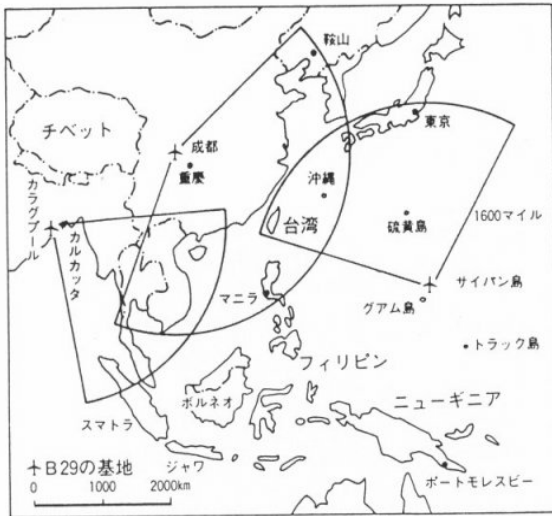 鞍山
チベット
成都
重慶
東京
沖縄
台湾
硫黄島
1600マイル
カラグプール
カルカッタ
マニラ
サイパン島
グアム島
トラック島
フィリピン
ボルネオ
ニューギニア
スマトラ
B29の基地
ジャワ
ポートモレスビー
0 1000 2000km